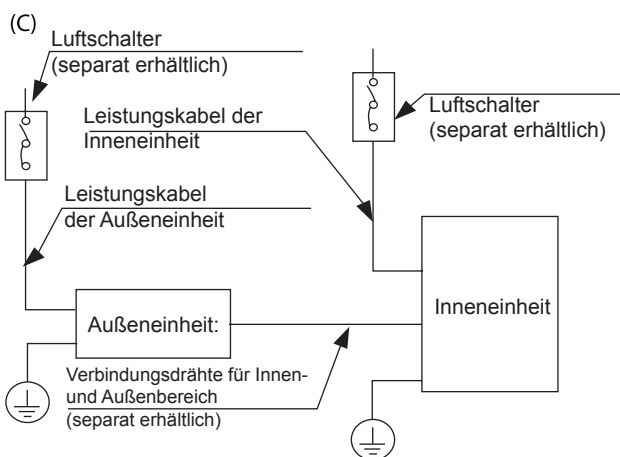 (C)
Luftschalter
(separat erhältlich)
Luftschalter
(separat erhältlich)
Leistungskabel der
Inneneinheit
Leistungskabel
der Außeneinheit
Außeneinheit:
Inneneinheit
Verbindungsdrähte für Innen-
und Außenbereich
(separat erhältlich)